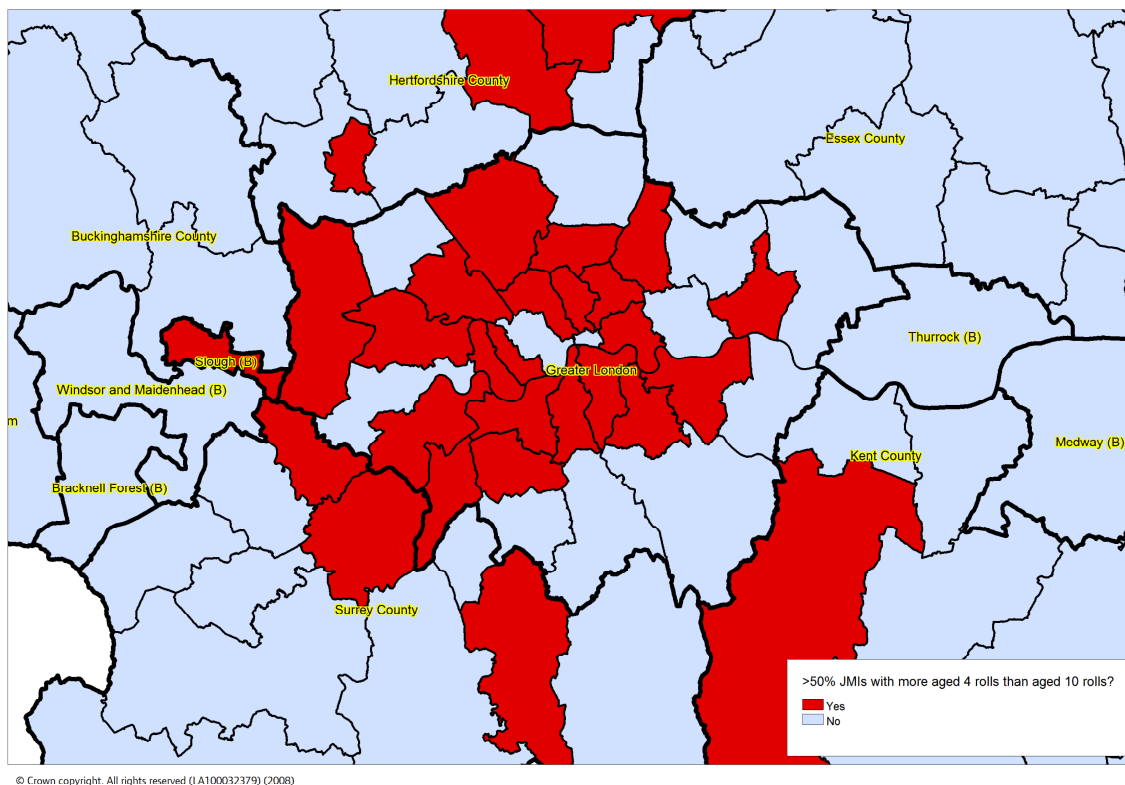 Hertfordshire County
Essex County
Buckinghamshire County
Thurrock (B)
Slough (B)
Greater London
Windsor and Maidenhead (B)
m
Medway (B)
Kent County
Bracknell Forest (B)
Surrey County
>50% JMIs with more aged 4 rolls than aged 10 rolls?
Yes
No
© Crown copyright. All rights reserved (LA100032379) (2008)